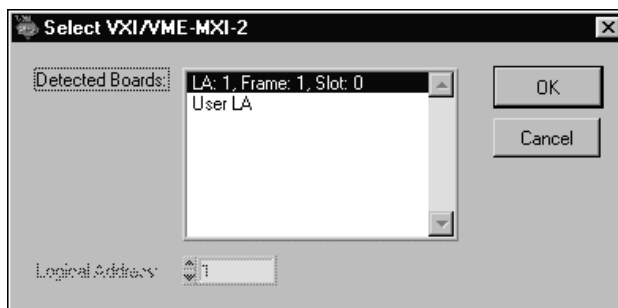 Select VXI/VME-MXI-2
Detected Boards:
LA: 1, Frame: 1, Slot: 0
User LA
OK
Cancel
Logical Address:
1